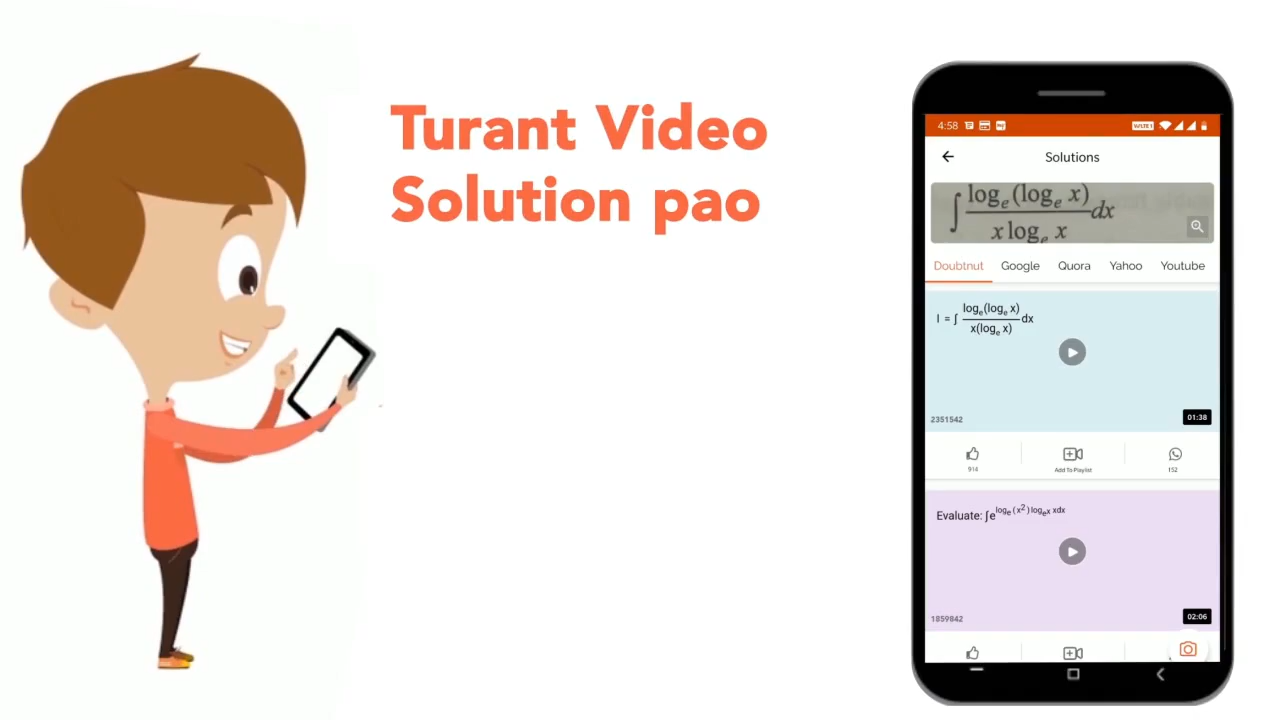 Turant Video
Solution pao
4:58
VoLTE1
Solutions
∫ logₑ(logₑ x) / x logₑ x dx
Doubtnut Google Quora Yahoo Youtube
I = ∫ logₑ(logₑ x) / x(logₑ x) dx
2351542
01:38
914 Add To Playlist 152
Evaluate: ∫e^logₑ(x²)logₑx xdx
1859842
02:06